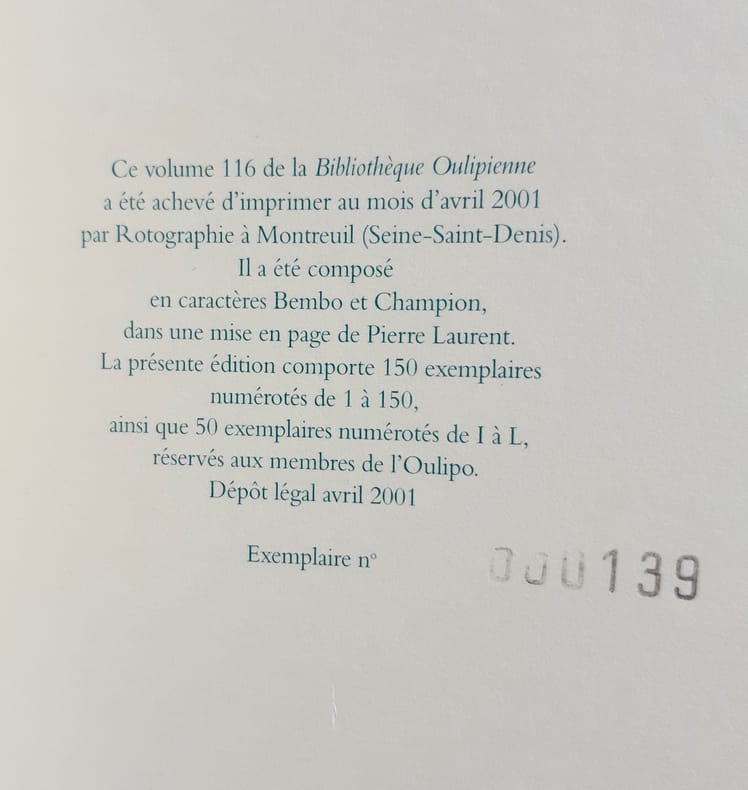 Ce volume 116 de la Bibliothèque Oulipienne
a été achevé d'imprimer au mois d'avril 2001
par Rotographie à Montreuil (Seine-Saint-Denis).
Il a été composé
en caractères Bembo et Champion,
dans une mise en page de Pierre Laurent.
La présente édition comporte 150 exemplaires
numérotés de 1 à 150,
ainsi que 50 exemplaires numérotés de I à L,
réservés aux membres de l'Oulipo.
Dépôt légal avril 2001
Exemplaire nº 000139